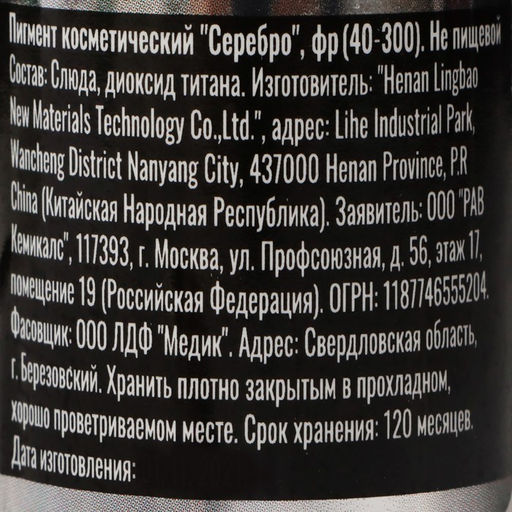 Пигмент косметический "Серебро", фр (40-300). Не пищевой
Состав: Слюда, диоксид титана. Изготовитель: "Henan Lingbao
New Materials Technology Co.,Ltd.", адрес: Lihe Industrial Park,
Wancheng District Nanyang City, 437000 Henan Province, P.R
China (Китайская Народная Республика). Заявитель: ООО "РАВ
Кемикалс", 117393, г. Москва, ул. Профсоюзная, д. 56, этаж 17,
помещение 19 (Российская Федерация). ОГРН: 1187746555204.
Фасовщик: ООО ЛДФ "Медик". Адрес: Свердловская область,
г. Березовский. Хранить плотно закрытым в прохладном,
хорошо проветриваемом месте. Срок хранения: 120 месяцев.
Дата изготовления: